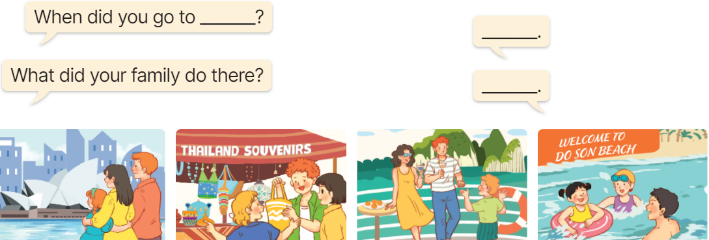 When did you go to ______?
______.
What did your family do there?
______.
THAILAND SOUVENIRS
WELCOME TO
DO SON BEACH